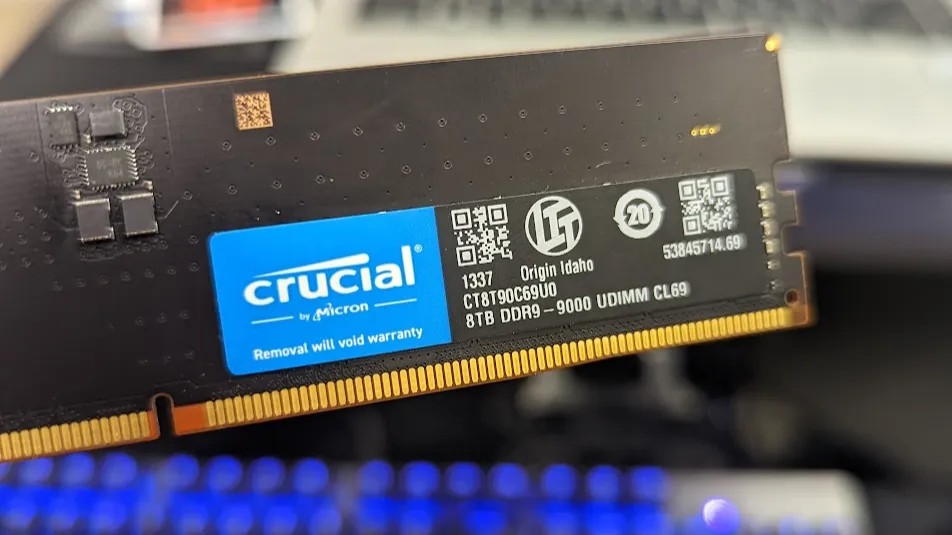 crucial®
by Micron
Removal will void warranty
LTT
20
1337 Origin Idaho
53845714.69
CT8T90C69U0
8TB DDR9-9000 UDIMM CL69